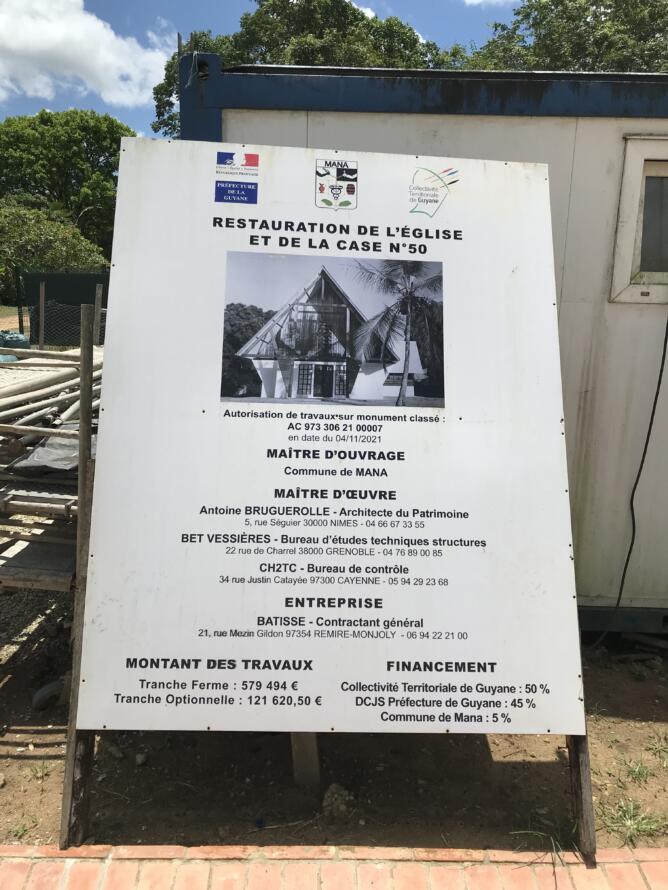 RÉPUBLIQUE FRANÇAISE
PRÉFECTURE
DE LA
GUYANE
MANA
Collectivité
Territoriale
de Guyane
RESTAURATION DE L'ÉGLISE
ET DE LA CASE N°50
Autorisation de travaux sur monument classé :
AC 973 306 21 00007
en date du 04/11/2021
MAÎTRE D'OUVRAGE
Commune de MANA
MAÎTRE D'ŒUVRE
Antoine BRUGUEROLLE - Architecte du Patrimoine
5, rue Séguier 30000 NIMES - 04 66 67 33 55
BET VESSIÈRES - Bureau d'études techniques structures
22 rue de Charrel 38000 GRENOBLE - 04 76 89 00 85
CH2TC - Bureau de contrôle
34 rue Justin Catayée 97300 CAYENNE - 05 94 29 23 68
ENTREPRISE
BATISSE - Contractant général
21, rue Mezin Gildon 97354 REMIRE-MONJOLY - 06 94 22 21 00
MONTANT DES TRAVAUX
Tranche Ferme : 579 494 €
Tranche Optionnelle : 121 620,50 €
FINANCEMENT
Collectivité Territoriale de Guyane : 50 %
DCJS Préfecture de Guyane : 45 %
Commune de Mana : 5 %